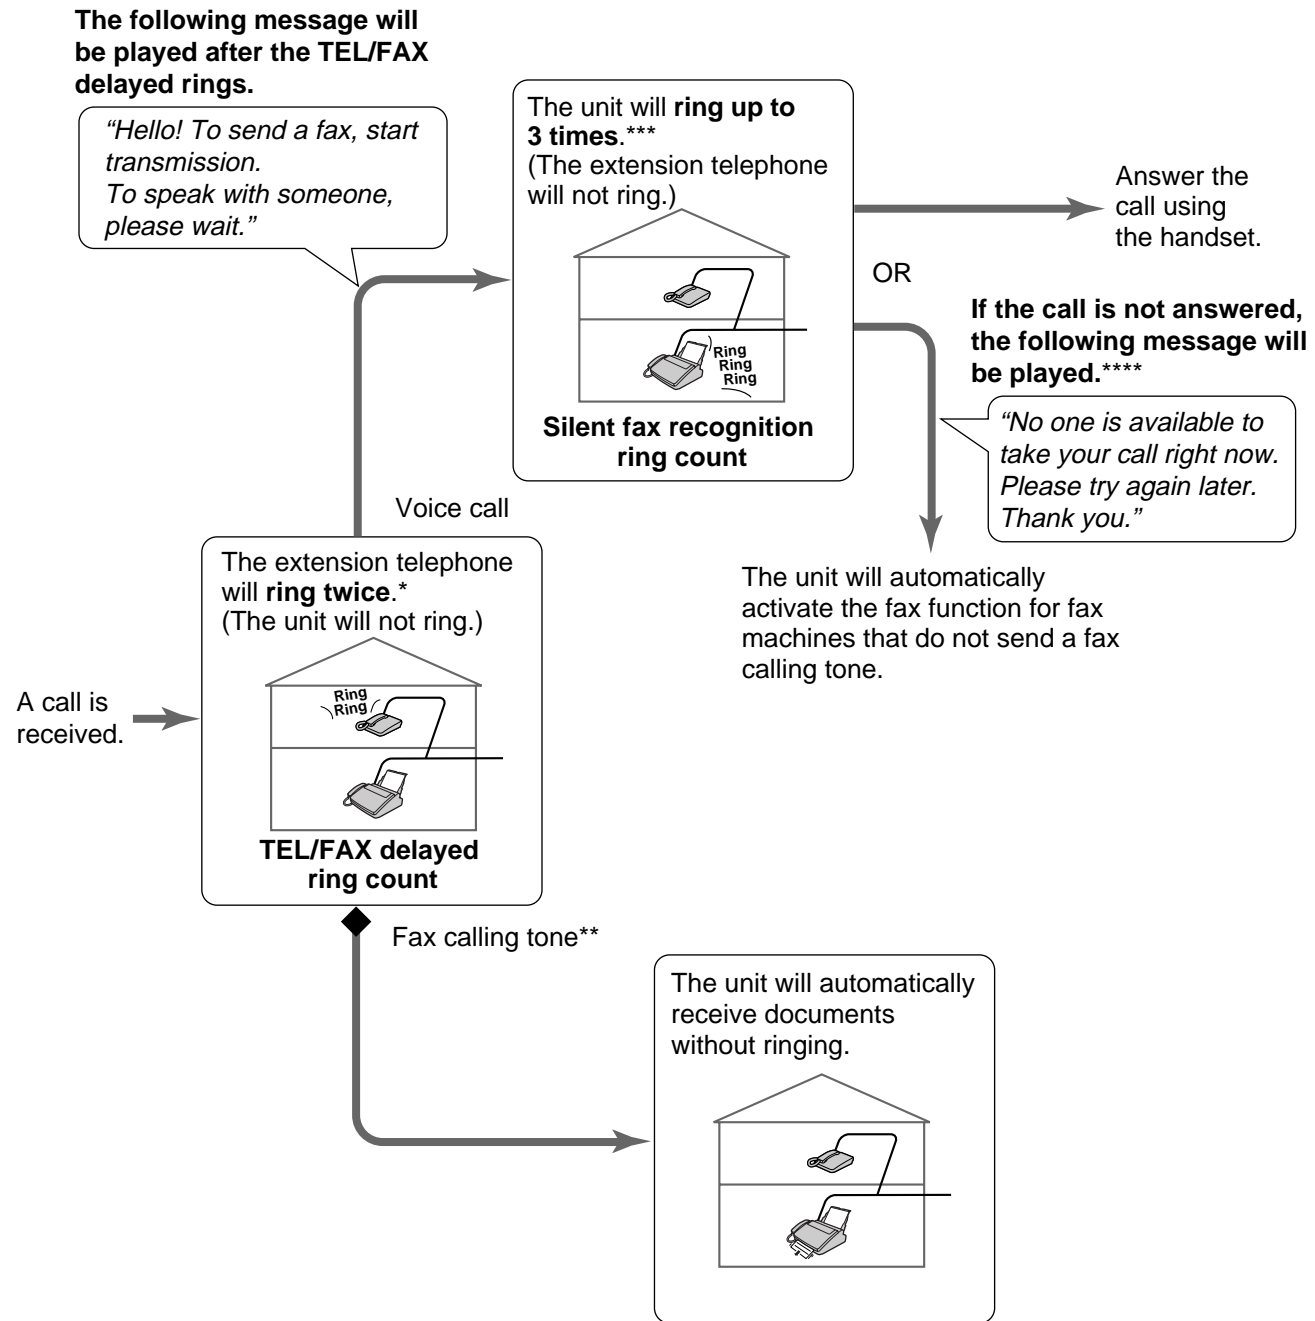 The following message will
be played after the TEL/FAX
delayed rings.
“Hello! To send a fax, start
transmission.
To speak with someone,
please wait.”
The unit will ring up to
3 times.***
(The extension telephone
will not ring.)
Ring
Ring
Ring
Silent fax recognition
ring count
Answer the
call using
the handset.
OR
If the call is not answered,
the following message will
be played.****
“No one is available to
take your call right now.
Please try again later.
Thank you.”
The unit will automatically
activate the fax function for fax
machines that do not send a fax
calling tone.
Voice call
A call is
received.
The extension telephone
will ring twice.*
(The unit will not ring.)
Ring
Ring
TEL/FAX delayed
ring count
Fax calling tone**
The unit will automatically
receive documents
without ringing.